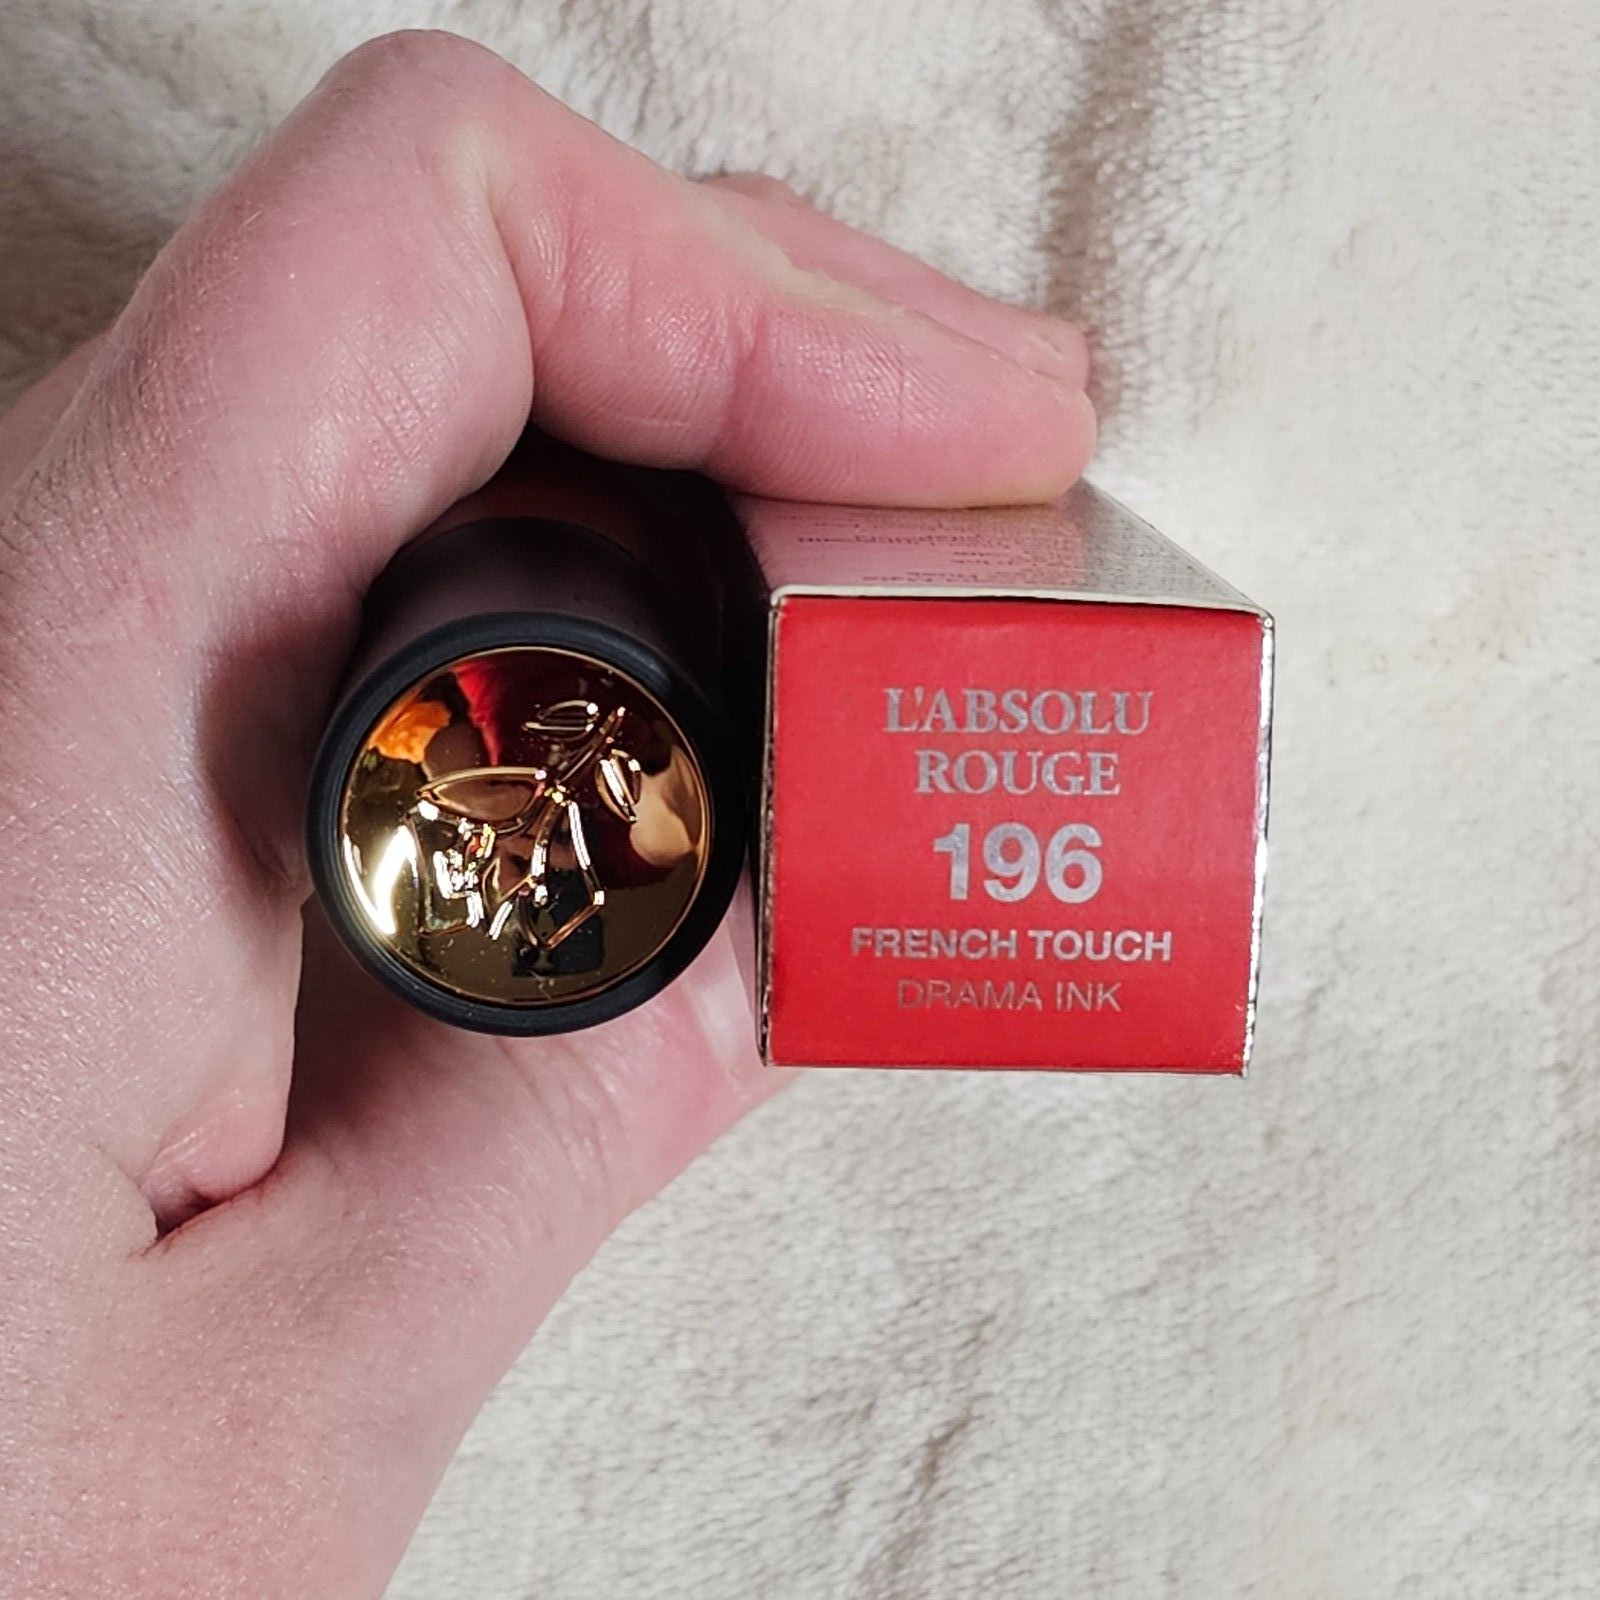 L'ABSOLU
ROUGE
196
FRENCH TOUCH
DRAMA INK